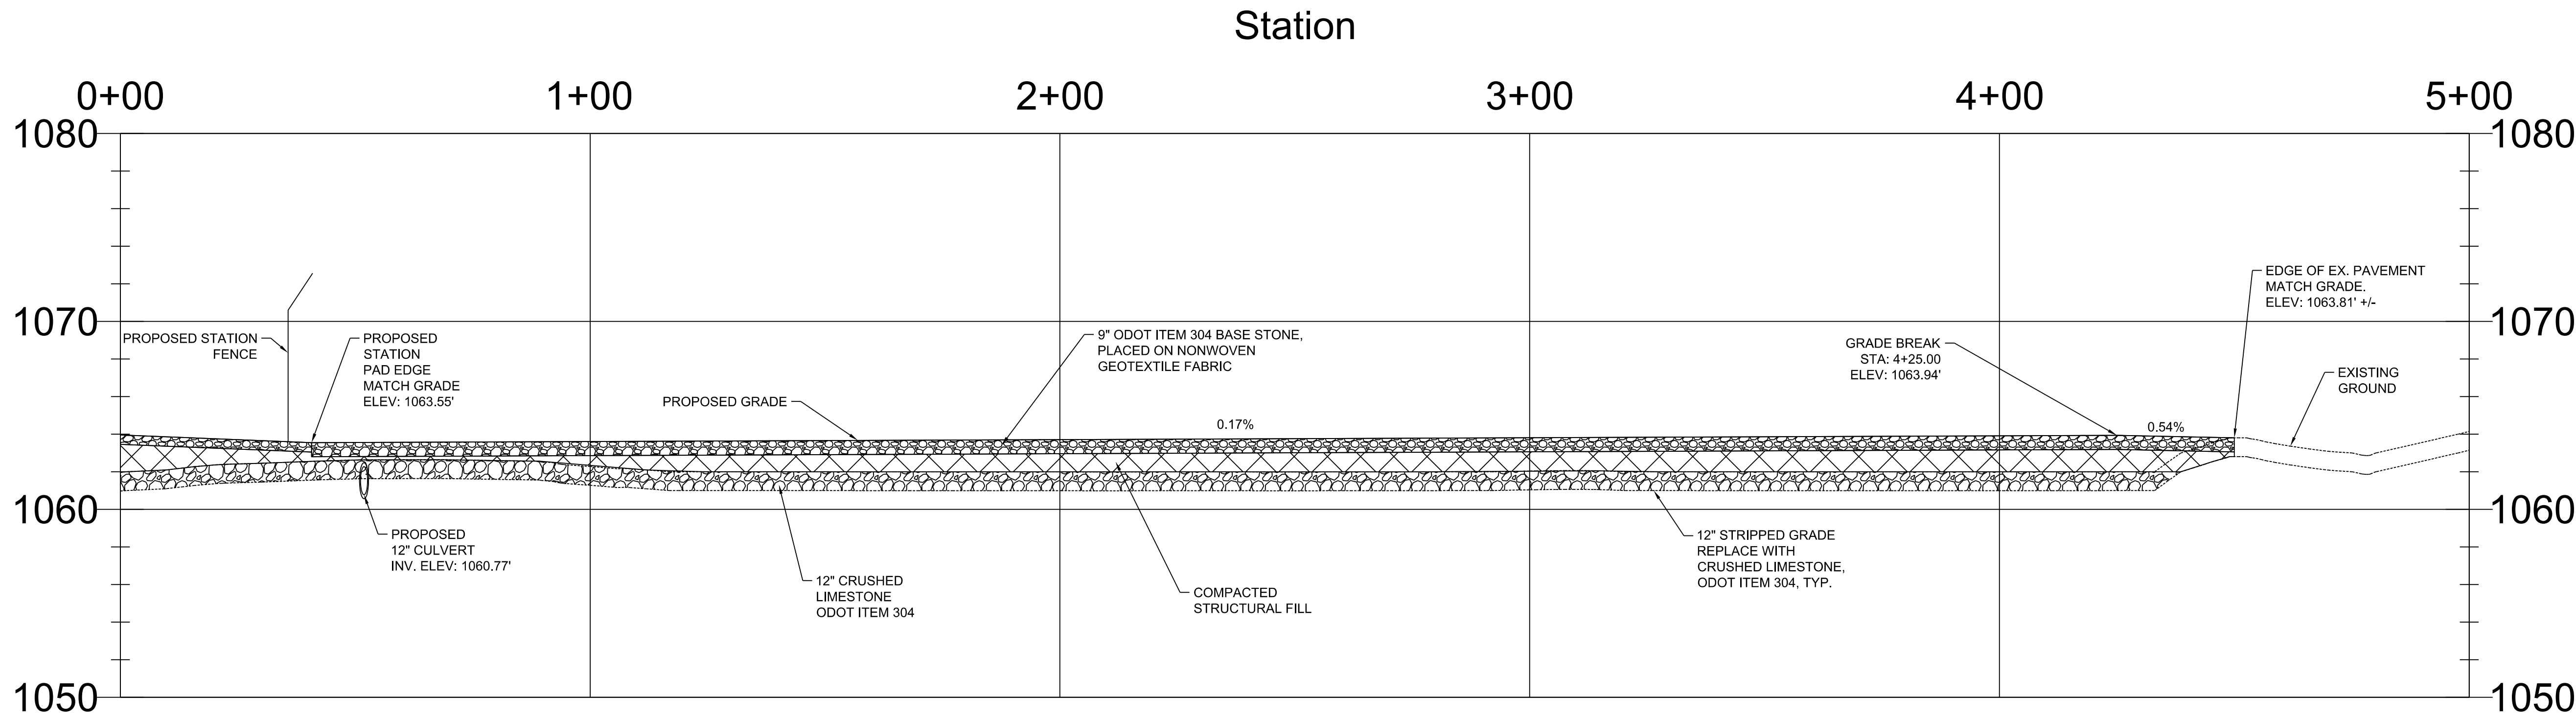 Station
0+00 1+00 2+00 3+00 4+00 5+00
1080 1080
1070 1070
1060 1060
1050 1050
PROPOSED STATION
FENCE
PROPOSED
STATION
PAD EDGE
MATCH GRADE
ELEV: 1063.55'
PROPOSED GRADE
9" ODOT ITEM 304 BASE STONE,
PLACED ON NONWOVEN
GEOTEXTILE FABRIC
0.17%
GRADE BREAK
STA: 4+25.00
ELEV: 1063.94'
0.54%
EDGE OF EX. PAVEMENT
MATCH GRADE.
ELEV: 1063.81' +/-
EXISTING
GROUND
PROPOSED
12" CULVERT
INV. ELEV: 1060.77'
12" CRUSHED
LIMESTONE
ODOT ITEM 304
COMPACTED
STRUCTURAL FILL
12" STRIPPED GRADE
REPLACE WITH
CRUSHED LIMESTONE,
ODOT ITEM 304, TYP.